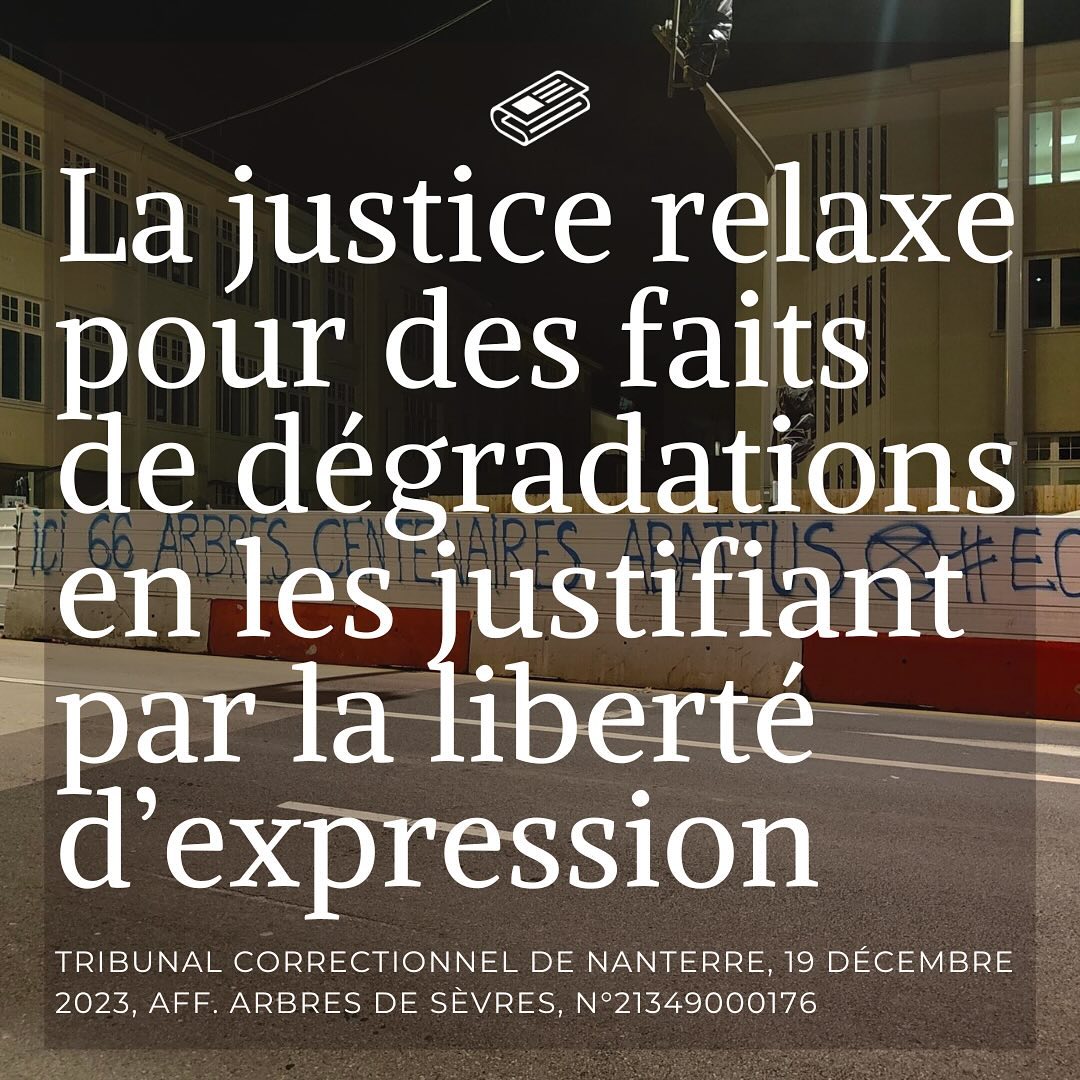 La justice relaxe
pour des faits
de dégradations
ici 66 ARBRES CENTENAIRES ABATTUS #EC
en les justifiant
par la liberté
d’expression
TRIBUNAL CORRECTIONNEL DE NANTERRE, 19 DÉCEMBRE
2023, AFF. ARBRES DE SÈVRES, N°21349000176